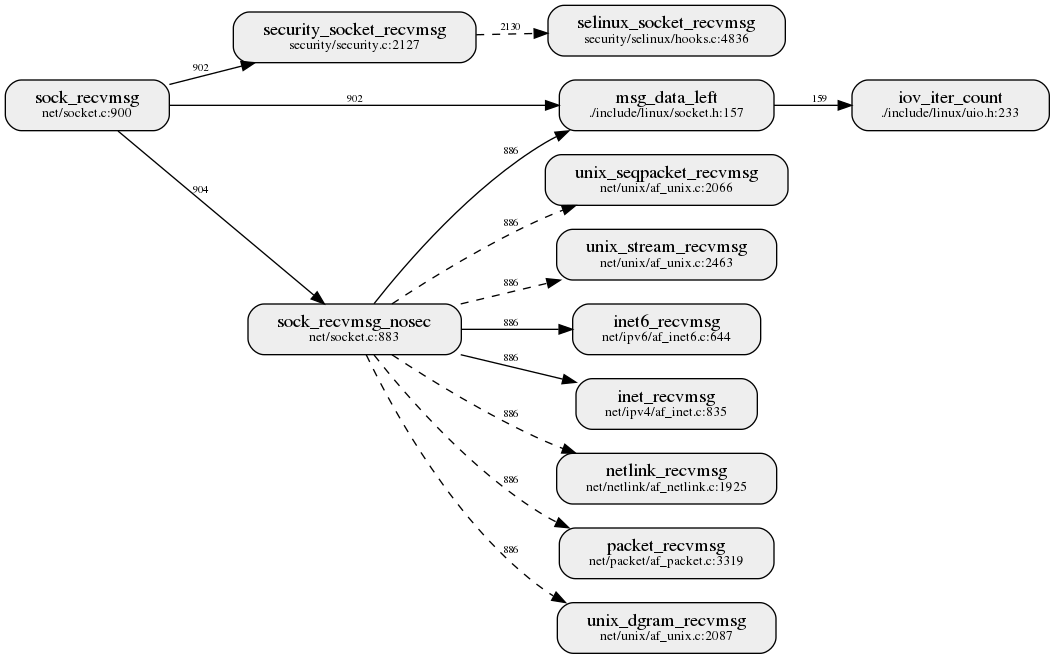 security_socket_recvmsg
security/security.c:2127
2130
selinux_socket_recvmsg
security/selinux/hooks.c:4836
902
sock_recvmsg
net/socket.c:900
902
msg_data_left
./include/linux/socket.h:157
159
iov_iter_count
./include/linux/uio.h:233
886
904
unix_seqpacket_recvmsg
net/unix/af_unix.c:2066
886
unix_stream_recvmsg
net/unix/af_unix.c:2463
886
sock_recvmsg_nosec
net/socket.c:883
886
inet6_recvmsg
net/ipv6/af_inet6.c:644
886
inet_recvmsg
net/ipv4/af_inet.c:835
886
netlink_recvmsg
net/netlink/af_netlink.c:1925
886
packet_recvmsg
net/packet/af_packet.c:3319
886
unix_dgram_recvmsg
net/unix/af_unix.c:2087